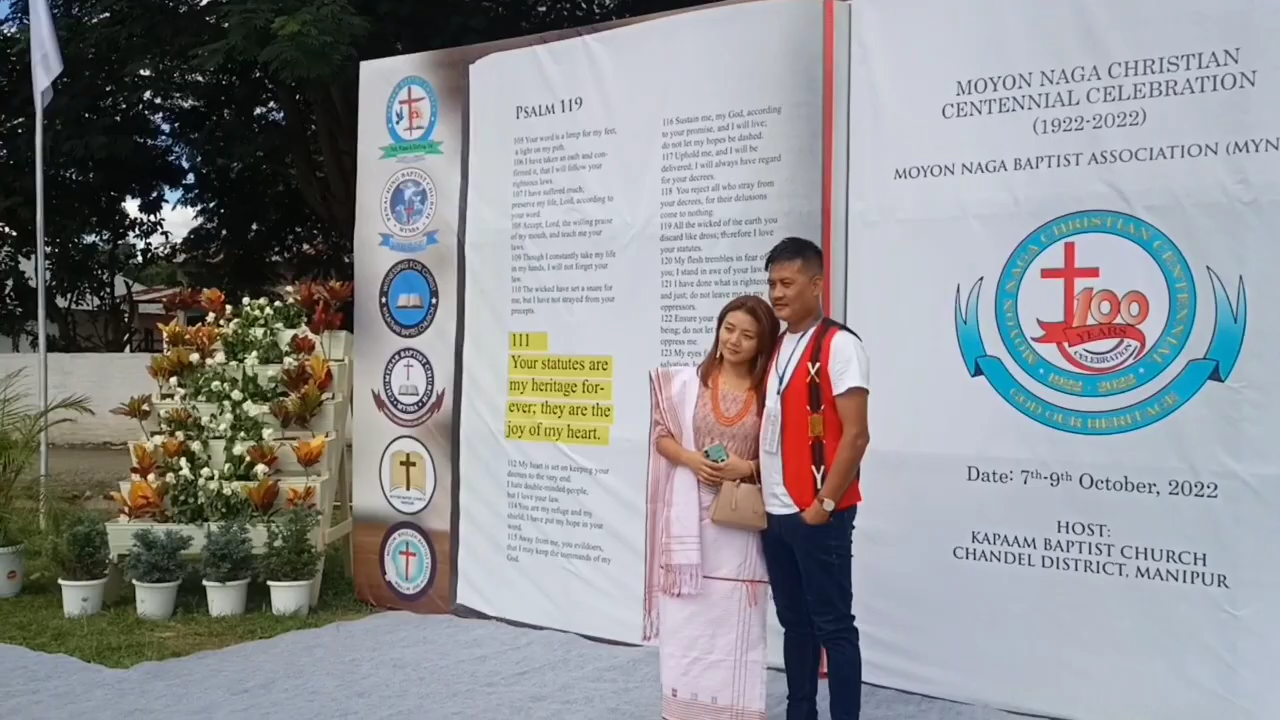 PSALM 119
105 Your word is a lamp for my feet,
a light on my path.
106 I have taken an oath and con-
firmed it, that I will follow your
righteous laws.
107 I have suffered much;
preserve my life, Lord, according to
your word.
108 Accept, Lord, the willing praise
of my mouth, and teach me your
laws.
109 Though I constantly take my life
in my hands, I will not forget your
law.
110 The wicked have set a snare for
me, but I have not strayed from your
precepts.
111
Your statutes are
my heritage for-
ever; they are the
joy of my heart.
112 My heart is set on keeping your
decrees to the very end.
I hate double-minded people,
but I love your law.
114 You are my refuge and my
shield; I have put my hope in your
word.
115 Away from me, you evildoers,
that I may keep the commands of my
God.
116 Sustain me, my God, according
to your promise, and I will live;
do not let my hopes be dashed.
117 Uphold me, and I will be
delivered; I will always have regard
for your decrees.
118 You reject all who stray from
your decrees, for their delusions
come to nothing.
119 All the wicked of the earth you
discard like dross; therefore I love
your statutes.
120 My flesh trembles in fear of
you; I stand in awe of your law
121 I have done what is righteous
and just; do not leave me to my
oppressors.
122 Ensure your
being; do not let
oppress me.
123 My eyes
salvation,
MOYON NAGA CHRISTIAN
CENTENNIAL CELEBRATION
(1922-2022)
MOYON NAGA BAPTIST ASSOCIATION (MYN
MOYON NAGA CHRISTIAN CENTENNIAL
100
YEARS
CELEBRATION
1922 - 2022
GOD OUR HERITAGE
Date: 7th-9th October, 2022
HOST:
KAPAAM BAPTIST CHURCH
CHANDEL DISTRICT, MANIPUR
WITNESSING FOR CHRIST
BAPTIST CHURCH